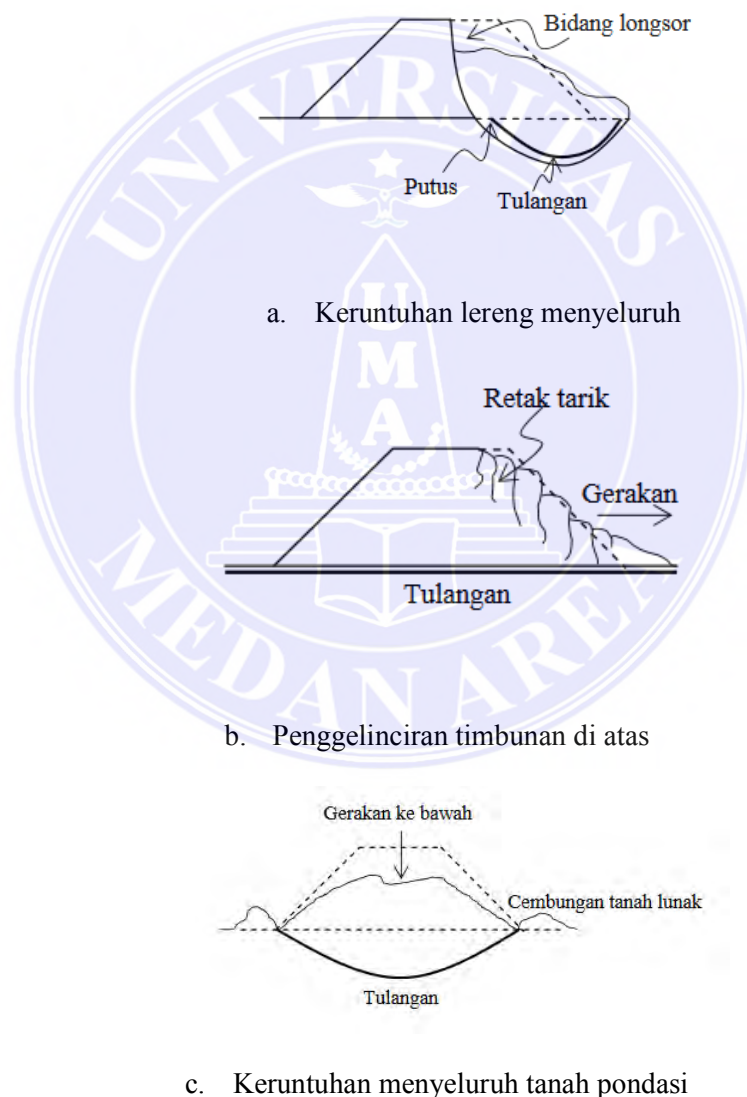 Bidang longsor
Putus
Tulangan
a. Keruntuhan lereng menyeluruh
Retak tarik
Gerakan
Tulangan
b. Penggelinciran timbunan di atas
Gerakan ke bawah
Cembungan tanah lunak
Tulangan
c. Keruntuhan menyeluruh tanah pondasi
UNIVERSITAS
MEDAN AREA
U
M
A